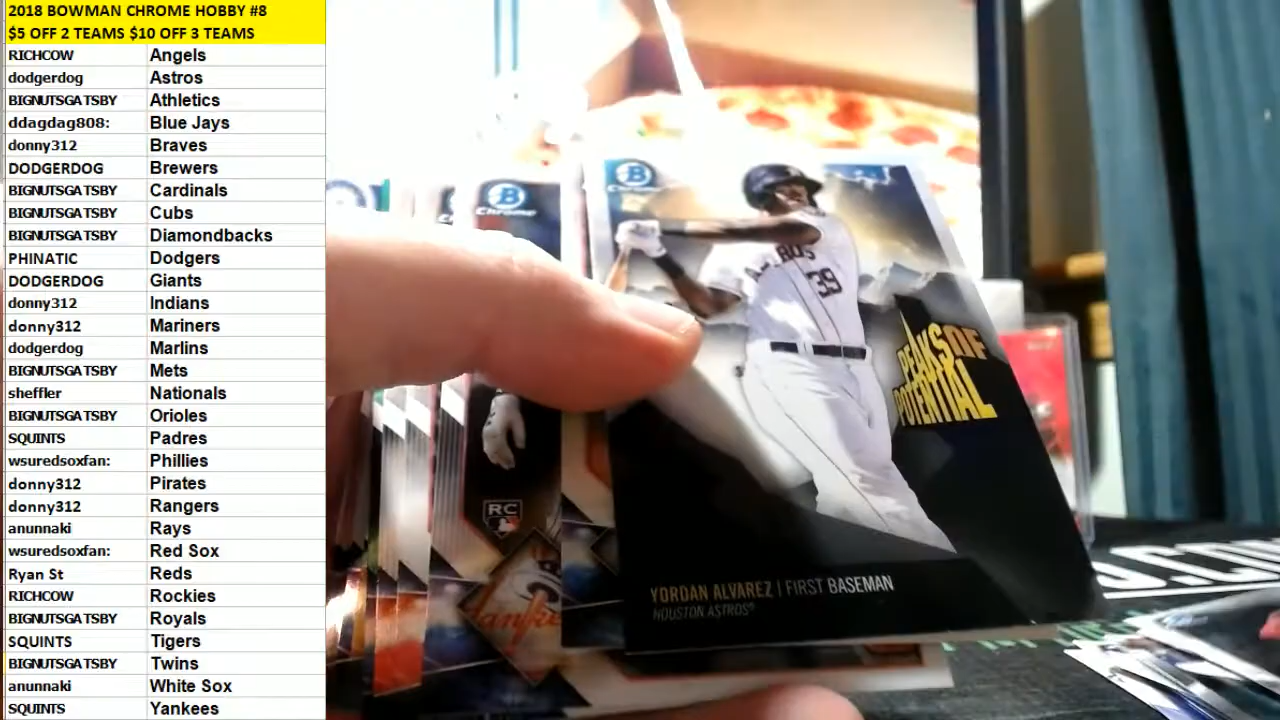 2018 BOWMAN CHROME HOBBY #8
$5 OFF 2 TEAMS $10 OFF 3 TEAMS
RICHCOW Angels
dodgerdog Astros
BIGNUTSGATSBY Athletics
ddagdag808: Blue Jays
donny312 Braves
DODGERDOG Brewers
BIGNUTSGATSBY Cardinals
BIGNUTSGATSBY Cubs
BIGNUTSGATSBY Diamondbacks
PHINATIC Dodgers
DODGERDOG Giants
donny312 Indians
donny312 Mariners
dodgerdog Marlins
BIGNUTSGATSBY Mets
sheffler Nationals
BIGNUTSGATSBY Orioles
SQUINTS Padres
wsuredsoxfan: Phillies
donny312 Pirates
donny312 Rangers
anunnaki Rays
wsuredsoxfan: Red Sox
Ryan St Reds
RICHCOW Rockies
BIGNUTSGATSBY Royals
SQUINTS Tigers
BIGNUTSGATSBY Twins
anunnaki White Sox
SQUINTS Yankees
B
Chrome
RC
B
Chrome
39
PEAKS OF
POTENTIAL
YORDAN ALVAREZ | FIRST BASEMAN
HOUSTON ASTROS